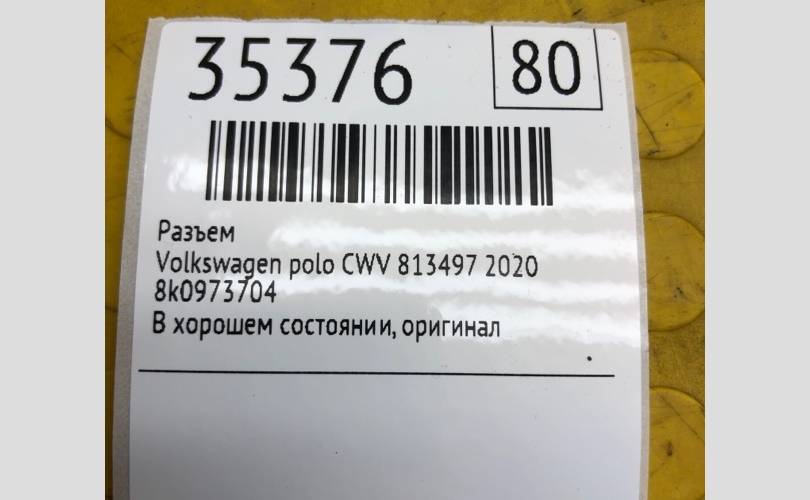 35376
80
Разъем
Volkswagen polo CWV 813497 2020
8k0973704
В хорошем состоянии, оригинал